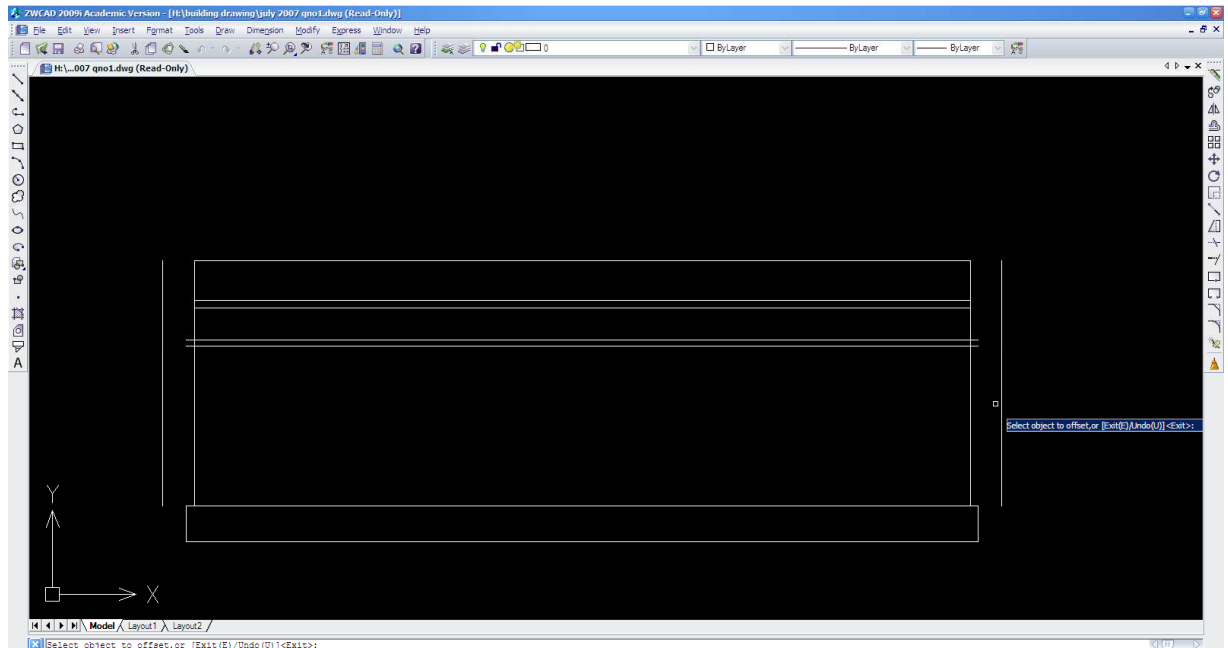 ZWCAD 2009i Academic Version - [H:\building drawing\july 2007 qno1.dwg (Read-Only)]
File Edit View Insert Format Tools Draw Dimension Modify Express Window Help
0 ByLayer ByLayer ByLayer
H:\...007 qno1.dwg (Read-Only)
A
Select object to offset,or [Exit(E)/Undo(U)]<Exit>:
Y
X
Model Layout1 Layout2
Select object to offset,or [Exit(E)/Undo(U)]<Exit>: